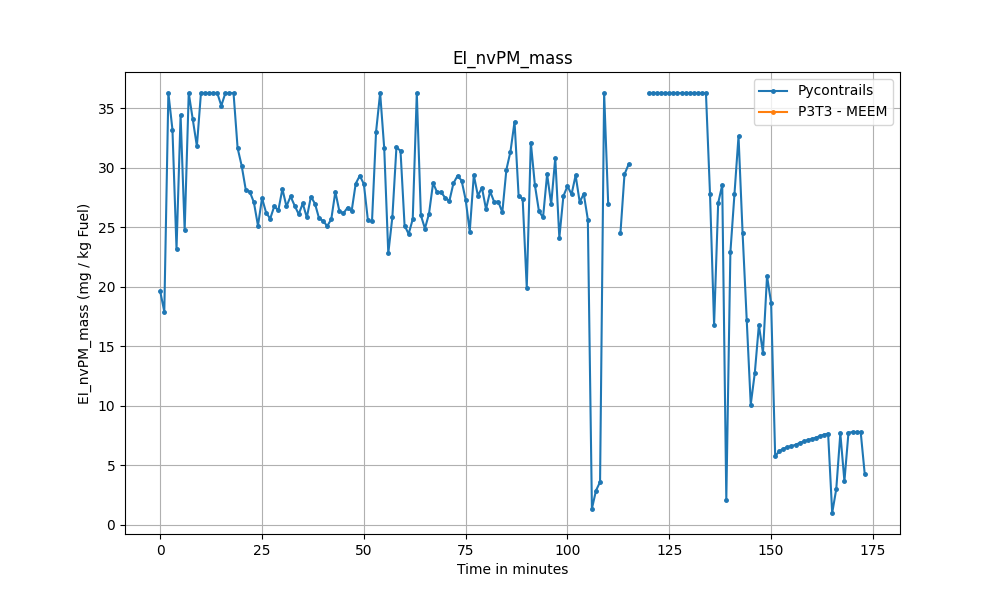 EI_nvPM_mass
Pycontrails
P3T3 - MEEM
EI_nvPM_mass (mg / kg Fuel)
35
30
25
20
15
10
5
0
0 25 50 75 100 125 150 175
Time in minutes